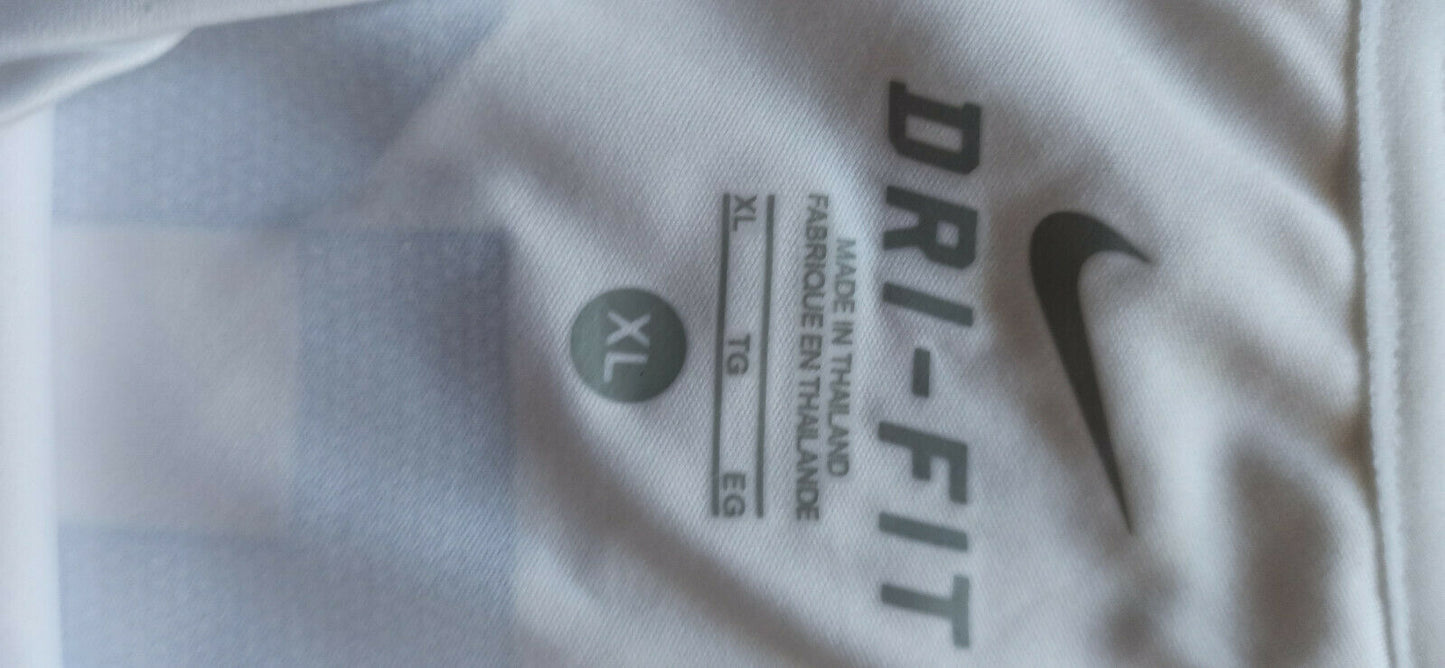 DRI-FIT
MADE IN THAILAND
FABRIQUE EN THAILANDE
XL TG EG
XL